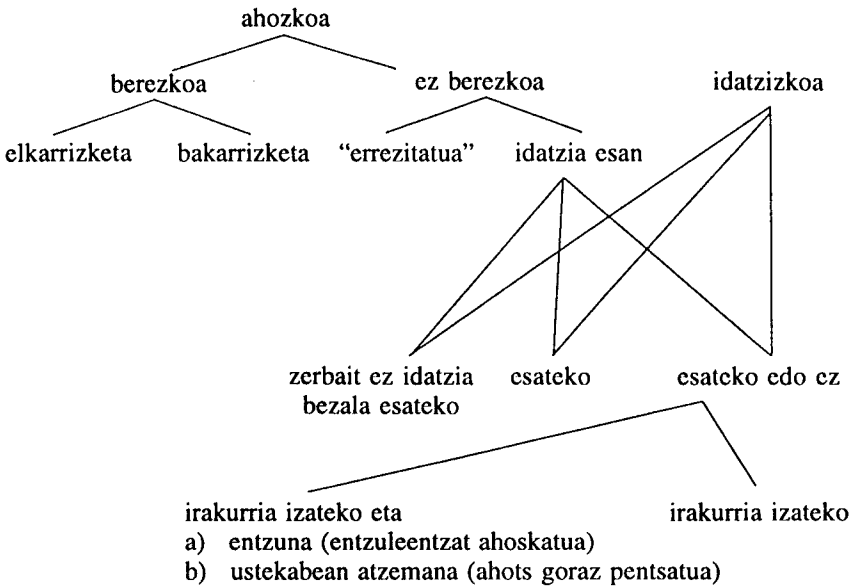 ahozkoa
berezkoa ez berezkoa idatzizkoa
elkarrizketa bakarrizketa “errezitatua” idatzia esan
zerbait ez idatzia esateko esateko edo ez
bezala esateko
irakurria izateko eta irakurria izateko
a) entzuna (entzuleentzat ahoskatua)
b) ustekabean atzemana (ahots goraz pentsatua)